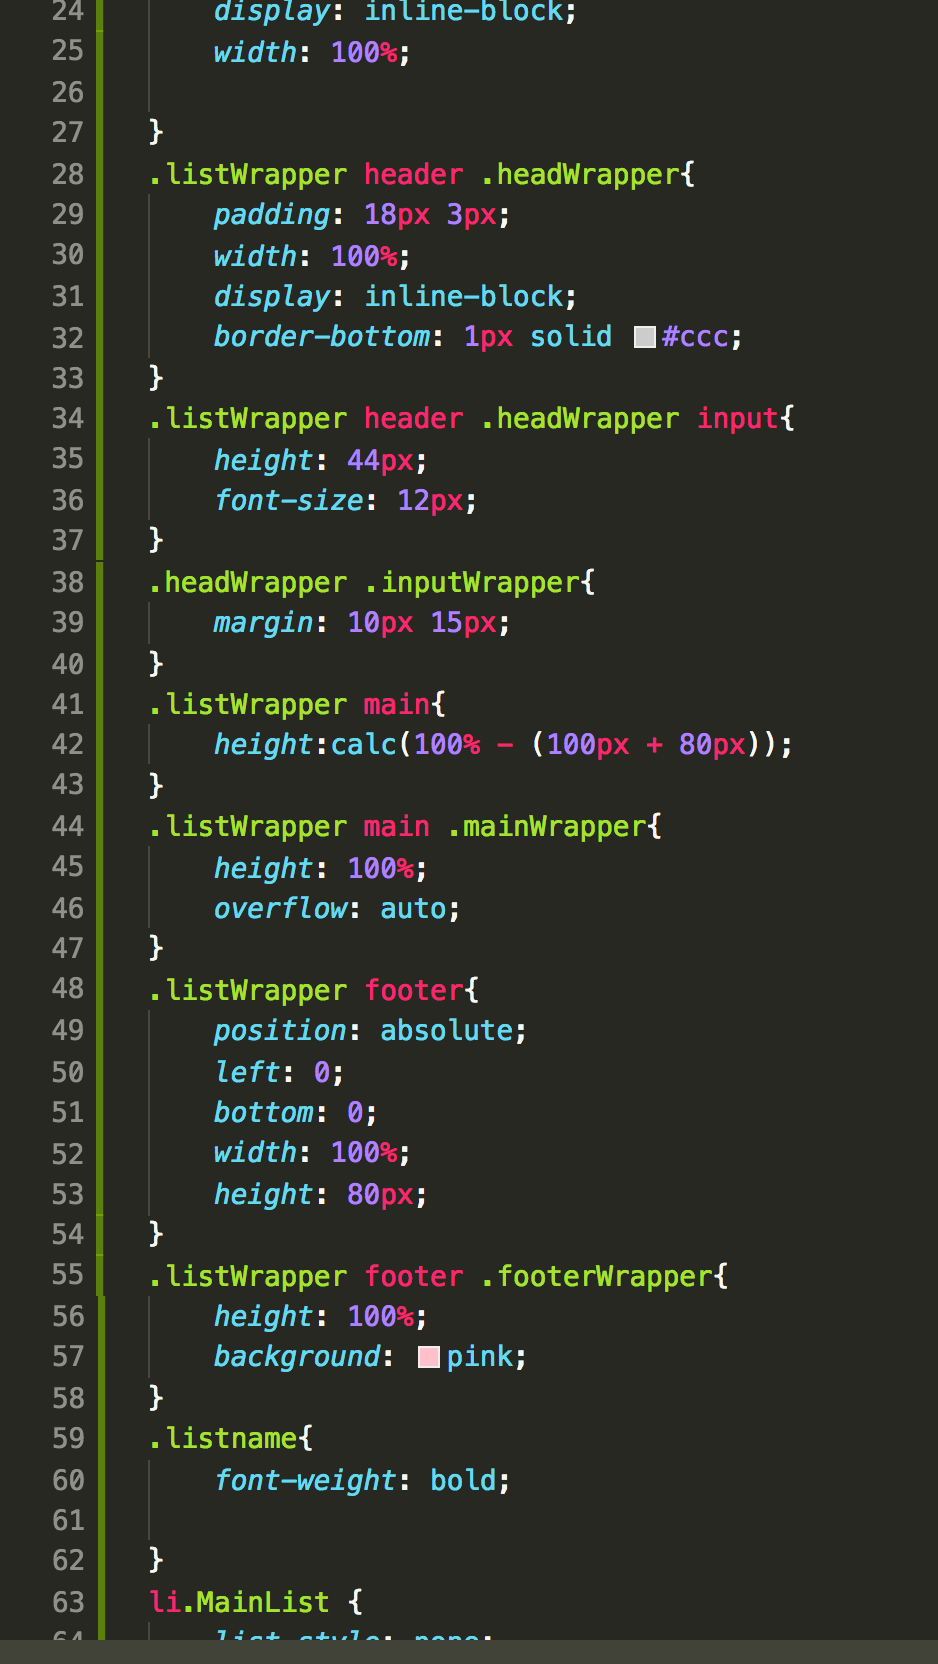 24 display: inline-block;
25 width: 100%;
26
27 }
28 .listWrapper header .headWrapper{
29 padding: 18px 3px;
30 width: 100%;
31 display: inline-block;
32 border-bottom: 1px solid #ccc;
33 }
34 .listWrapper header .headWrapper input{
35 height: 44px;
36 font-size: 12px;
37 }
38 .headWrapper .inputWrapper{
39 margin: 10px 15px;
40 }
41 .listWrapper main{
42 height:calc(100% - (100px + 80px));
43 }
44 .listWrapper main .mainWrapper{
45 height: 100%;
46 overflow: auto;
47 }
48 .listWrapper footer{
49 position: absolute;
50 left: 0;
51 bottom: 0;
52 width: 100%;
53 height: 80px;
54 }
55 .listWrapper footer .footerWrapper{
56 height: 100%;
57 background: pink;
58 }
59 .listname{
60 font-weight: bold;
61
62 }
63 li.MainList {
64 list-style: none;